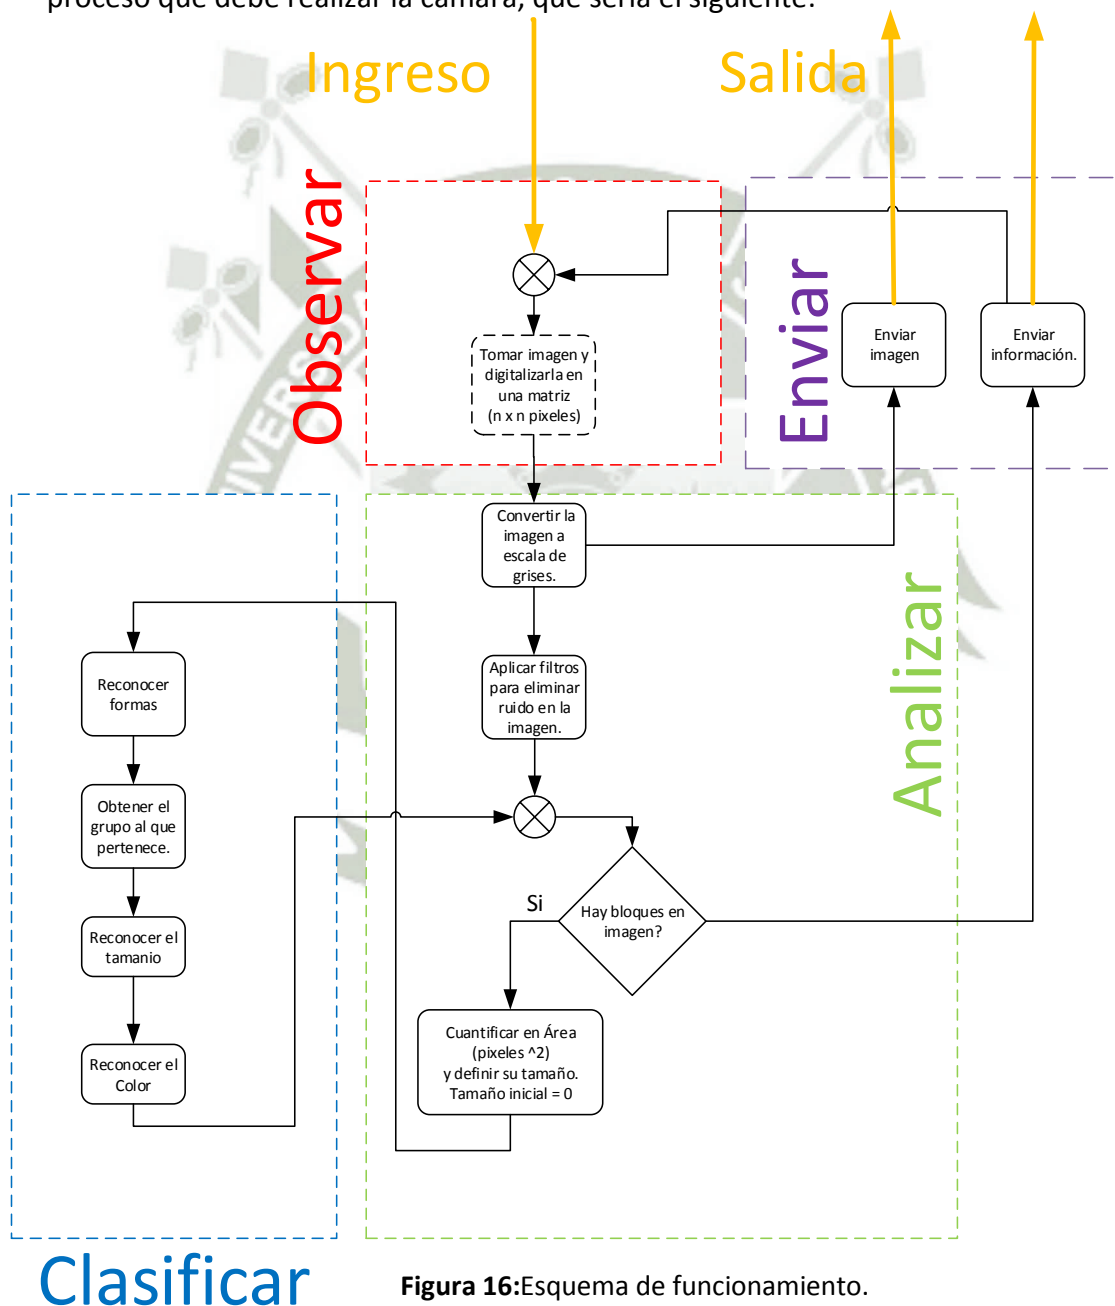 proceso que debe realizar la cámara, que sería el siguiente:
Ingreso
Salida
Observar
Enviar
Tomar imagen y
digitalizarla en
una matriz
(n x n pixeles)
Enviar
imagen
Enviar
información.
Convertir la
imagen a
escala de
grises.
Analizar
Aplicar filtros
para eliminar
ruido en la
imagen.
Reconocer
formas
Obtener el
grupo al que
pertenece.
Reconocer el
tamanio
Reconocer el
Color
Si
Hay bloques en
imagen?
Cuantificar en Área
(pixeles ^2)
y definir su tamaño.
Tamaño inicial = 0
Clasificar
Figura 16:Esquema de funcionamiento.